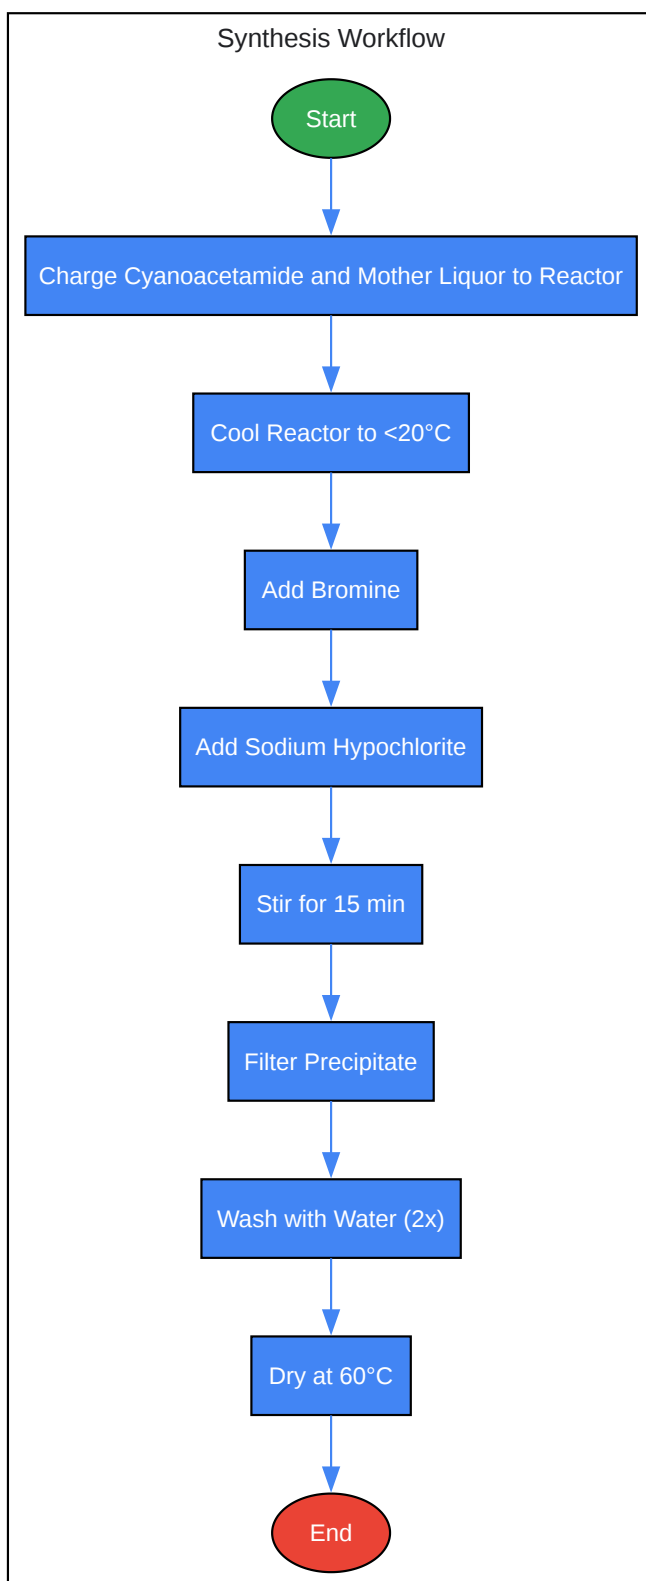 Synthesis Workflow
Start
Charge Cyanoacetamide and Mother Liquor to Reactor
Cool Reactor to <20°C
Add Bromine
Add Sodium Hypochlorite
Stir for 15 min
Filter Precipitate
Wash with Water (2x)
Dry at 60°C
End